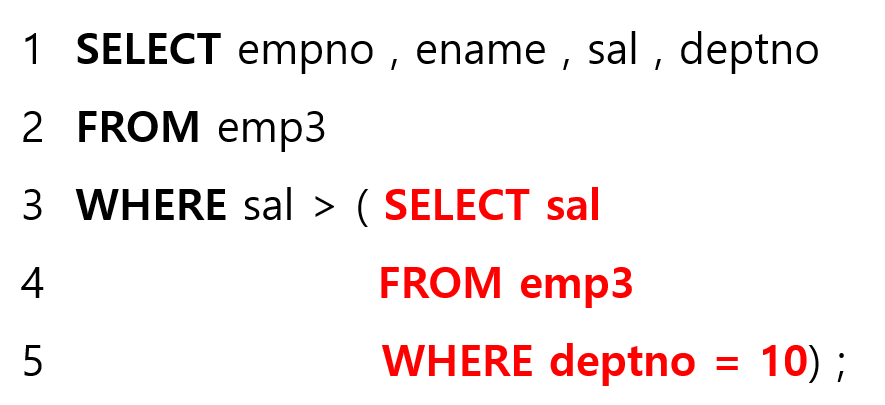 1 SELECT empno , ename , sal , deptno
2 FROM emp3
3 WHERE sal > ( SELECT sal
4 FROM emp3
5 WHERE deptno = 10) ;